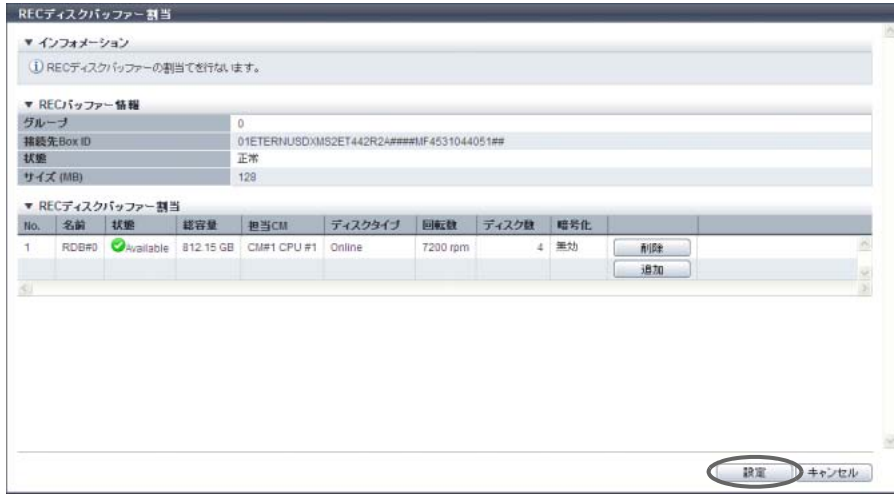 RECディスクバッファー割当
▼ インフォメーション
RECディスクバッファーの割当てを行ないます。
▼ RECバッファー情報
グループ 0
接続先Box ID 01ETERNUSDXMS2ET442R2A####MF4531044051##
状態 正常
サイズ (MB) 128
▼ RECディスクバッファー割当
No. 名前 状態 総容量 担当CM ディスクタイプ 回転数 ディスク数 暗号化
1 RDB#0 Available 812.15 GB CM#1 CPU #1 Online 7200 rpm 4 無効 削除
追加
設定 キャンセル